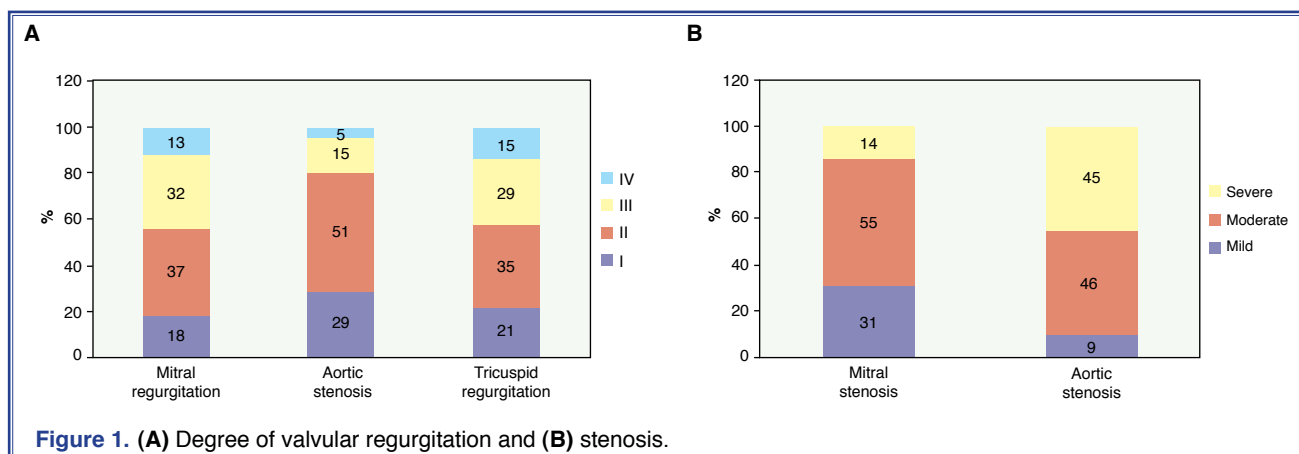 A
120
100
80
60
40
20
0
%
13
32
37
18
5
15
51
29
15
29
35
21
Mitral
regurgitation
Aortic
stenosis
Tricuspid
regurgitation
IV
III
II
I
B
120
100
80
60
40
20
0
%
14
55
31
45
46
9
Mitral
stenosis
Aortic
stenosis
Severe
Moderate
Mild
Figure 1. (A) Degree of valvular regurgitation and (B) stenosis.